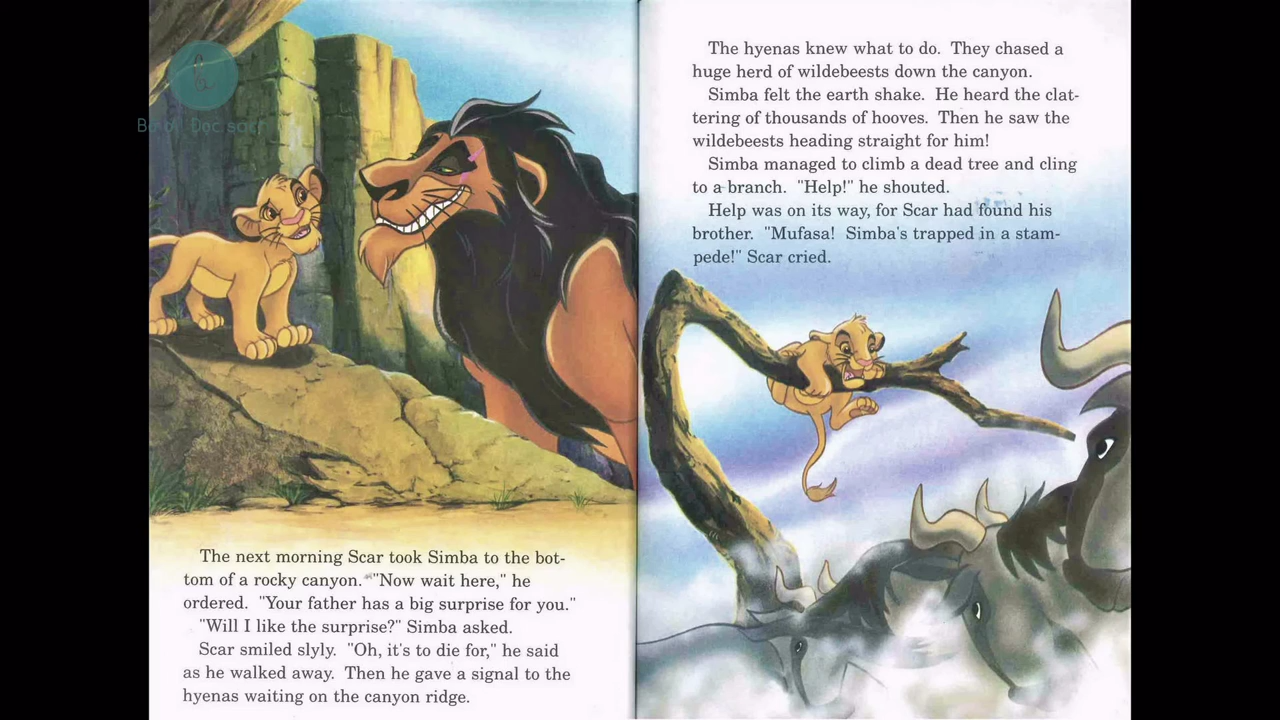 The next morning Scar took Simba to the bot-
tom of a rocky canyon. "Now wait here," he
ordered. "Your father has a big surprise for you."
"Will I like the surprise?" Simba asked.
Scar smiled slyly. "Oh, it's to die for," he said
as he walked away. Then he gave a signal to the
hyenas waiting on the canyon ridge.
The hyenas knew what to do. They chased a
huge herd of wildebeests down the canyon.
Simba felt the earth shake. He heard the clat-
tering of thousands of hooves. Then he saw the
wildebeests heading straight for him!
Simba managed to climb a dead tree and cling
to a branch. "Help!" he shouted.
Help was on its way, for Scar had found his
brother. "Mufasa! Simba's trapped in a stam-
pede!" Scar cried.